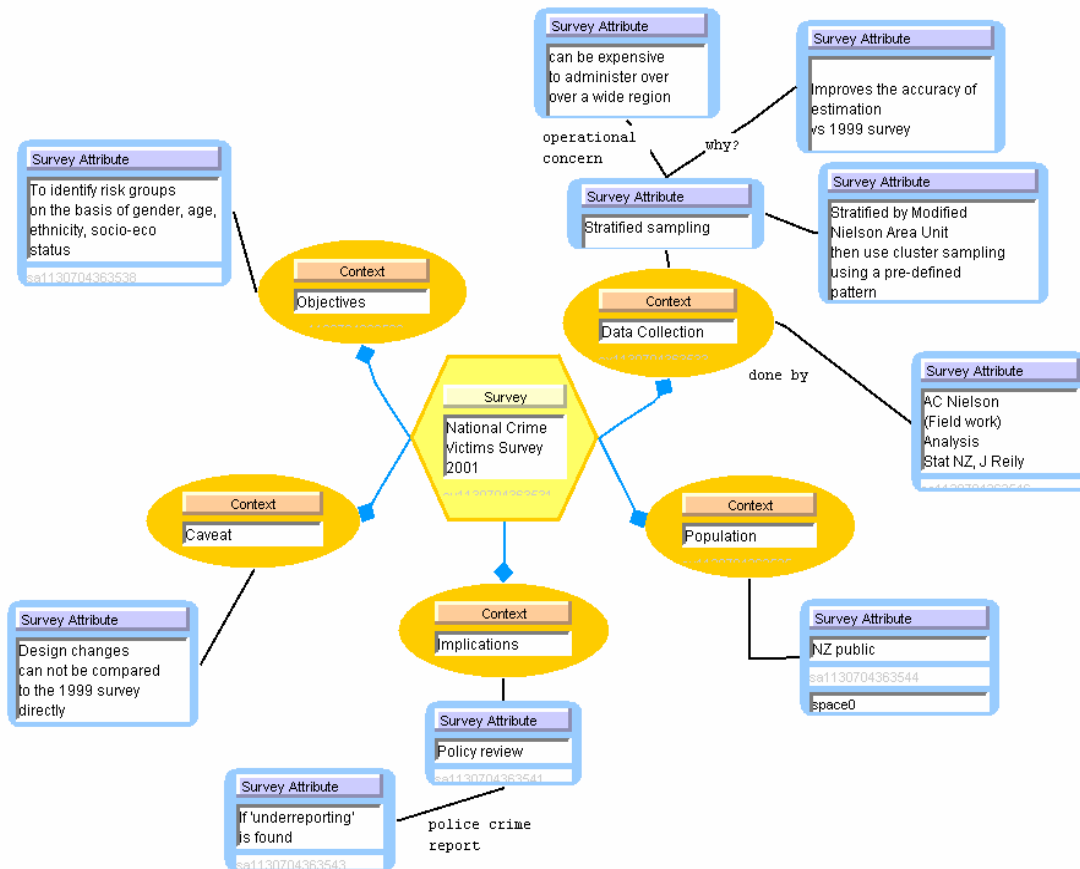 Survey Attribute
can be expensive
to administer over
over a wide region
Survey Attribute
Improves the accuracy of
estimation
vs 1999 survey
operational
concern
why?
Survey Attribute
To identify risk groups
on the basis of gender, age,
ethnicity, socio-eco
status
sa1130704363538
Survey Attribute
Stratified sampling
Survey Attribute
Stratified by Modified
Nielson Area Unit
then use cluster sampling
using a pre-defined
pattern
Context
Objectives
Context
Data Collection
done by
Survey Attribute
AC Nielson
(Field work)
Analysis
Stat NZ, J Reily
Survey
National Crime
Victims Survey
2001
Context
Caveat
Context
Population
Context
Implications
Survey Attribute
Design changes
can not be compared
to the 1999 survey
directly
Survey Attribute
NZ public
sa1130704363544
space0
Survey Attribute
Policy review
sa1130704363541
Survey Attribute
If 'underreporting'
is found
sa1130704363543
police crime
report